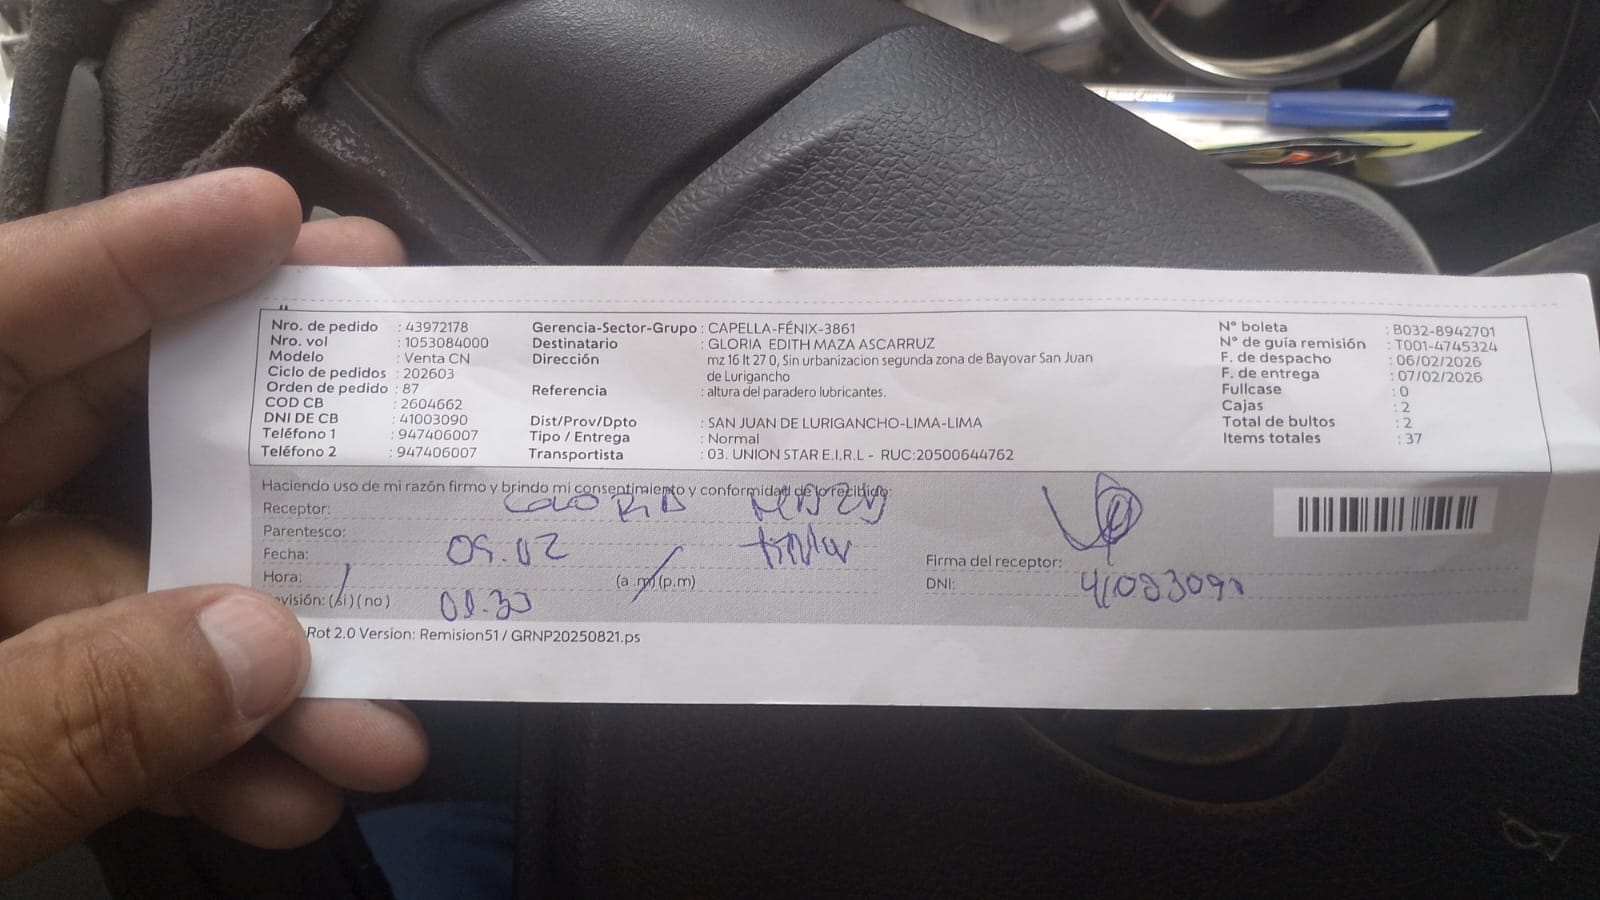 Nro. de pedido : 43972178
Nro. vol : 1053084000
Modelo : Venta CN
Ciclo de pedidos : 202603
Orden de pedido : 87
COD CB : 2604662
DNI DE CB : 41003090
Teléfono 1 : 947406007
Teléfono 2 : 947406007
Gerencia-Sector-Grupo : CAPELLA-FÉNIX-3861
Destinatario : GLORIA EDITH MAZA ASCARRUZ
Dirección : mz 16 lt 27 0, Sin urbanizacion segunda zona de Bayovar San Juan
de Lurigancho
Referencia : altura del paradero lubricantes.
Dist/Prov/Dpto : SAN JUAN DE LURIGANCHO-LIMA-LIMA
Tipo / Entrega : Normal
Transportista : 03. UNION STAR E.I.R.L - RUC:20500644762
N° boleta : B032-8942701
N° de guía remisión : T001-4745324
F. de despacho : 06/02/2026
F. de entrega : 07/02/2026
Fullcase : 0
Cajas : 2
Total de bultos : 2
Items totales : 37
Haciendo uso de mi razón firmo y brindo mi consentimiento y conformidad de lo recibido:
Receptor:
Parentesco: titular
Fecha: 09.02
Hora: (a.m)(p.m)
visión: (si) (no)
Firma del receptor:
DNI:
Rot 2.0 Version: Remision51 / GRNP20250821.ps